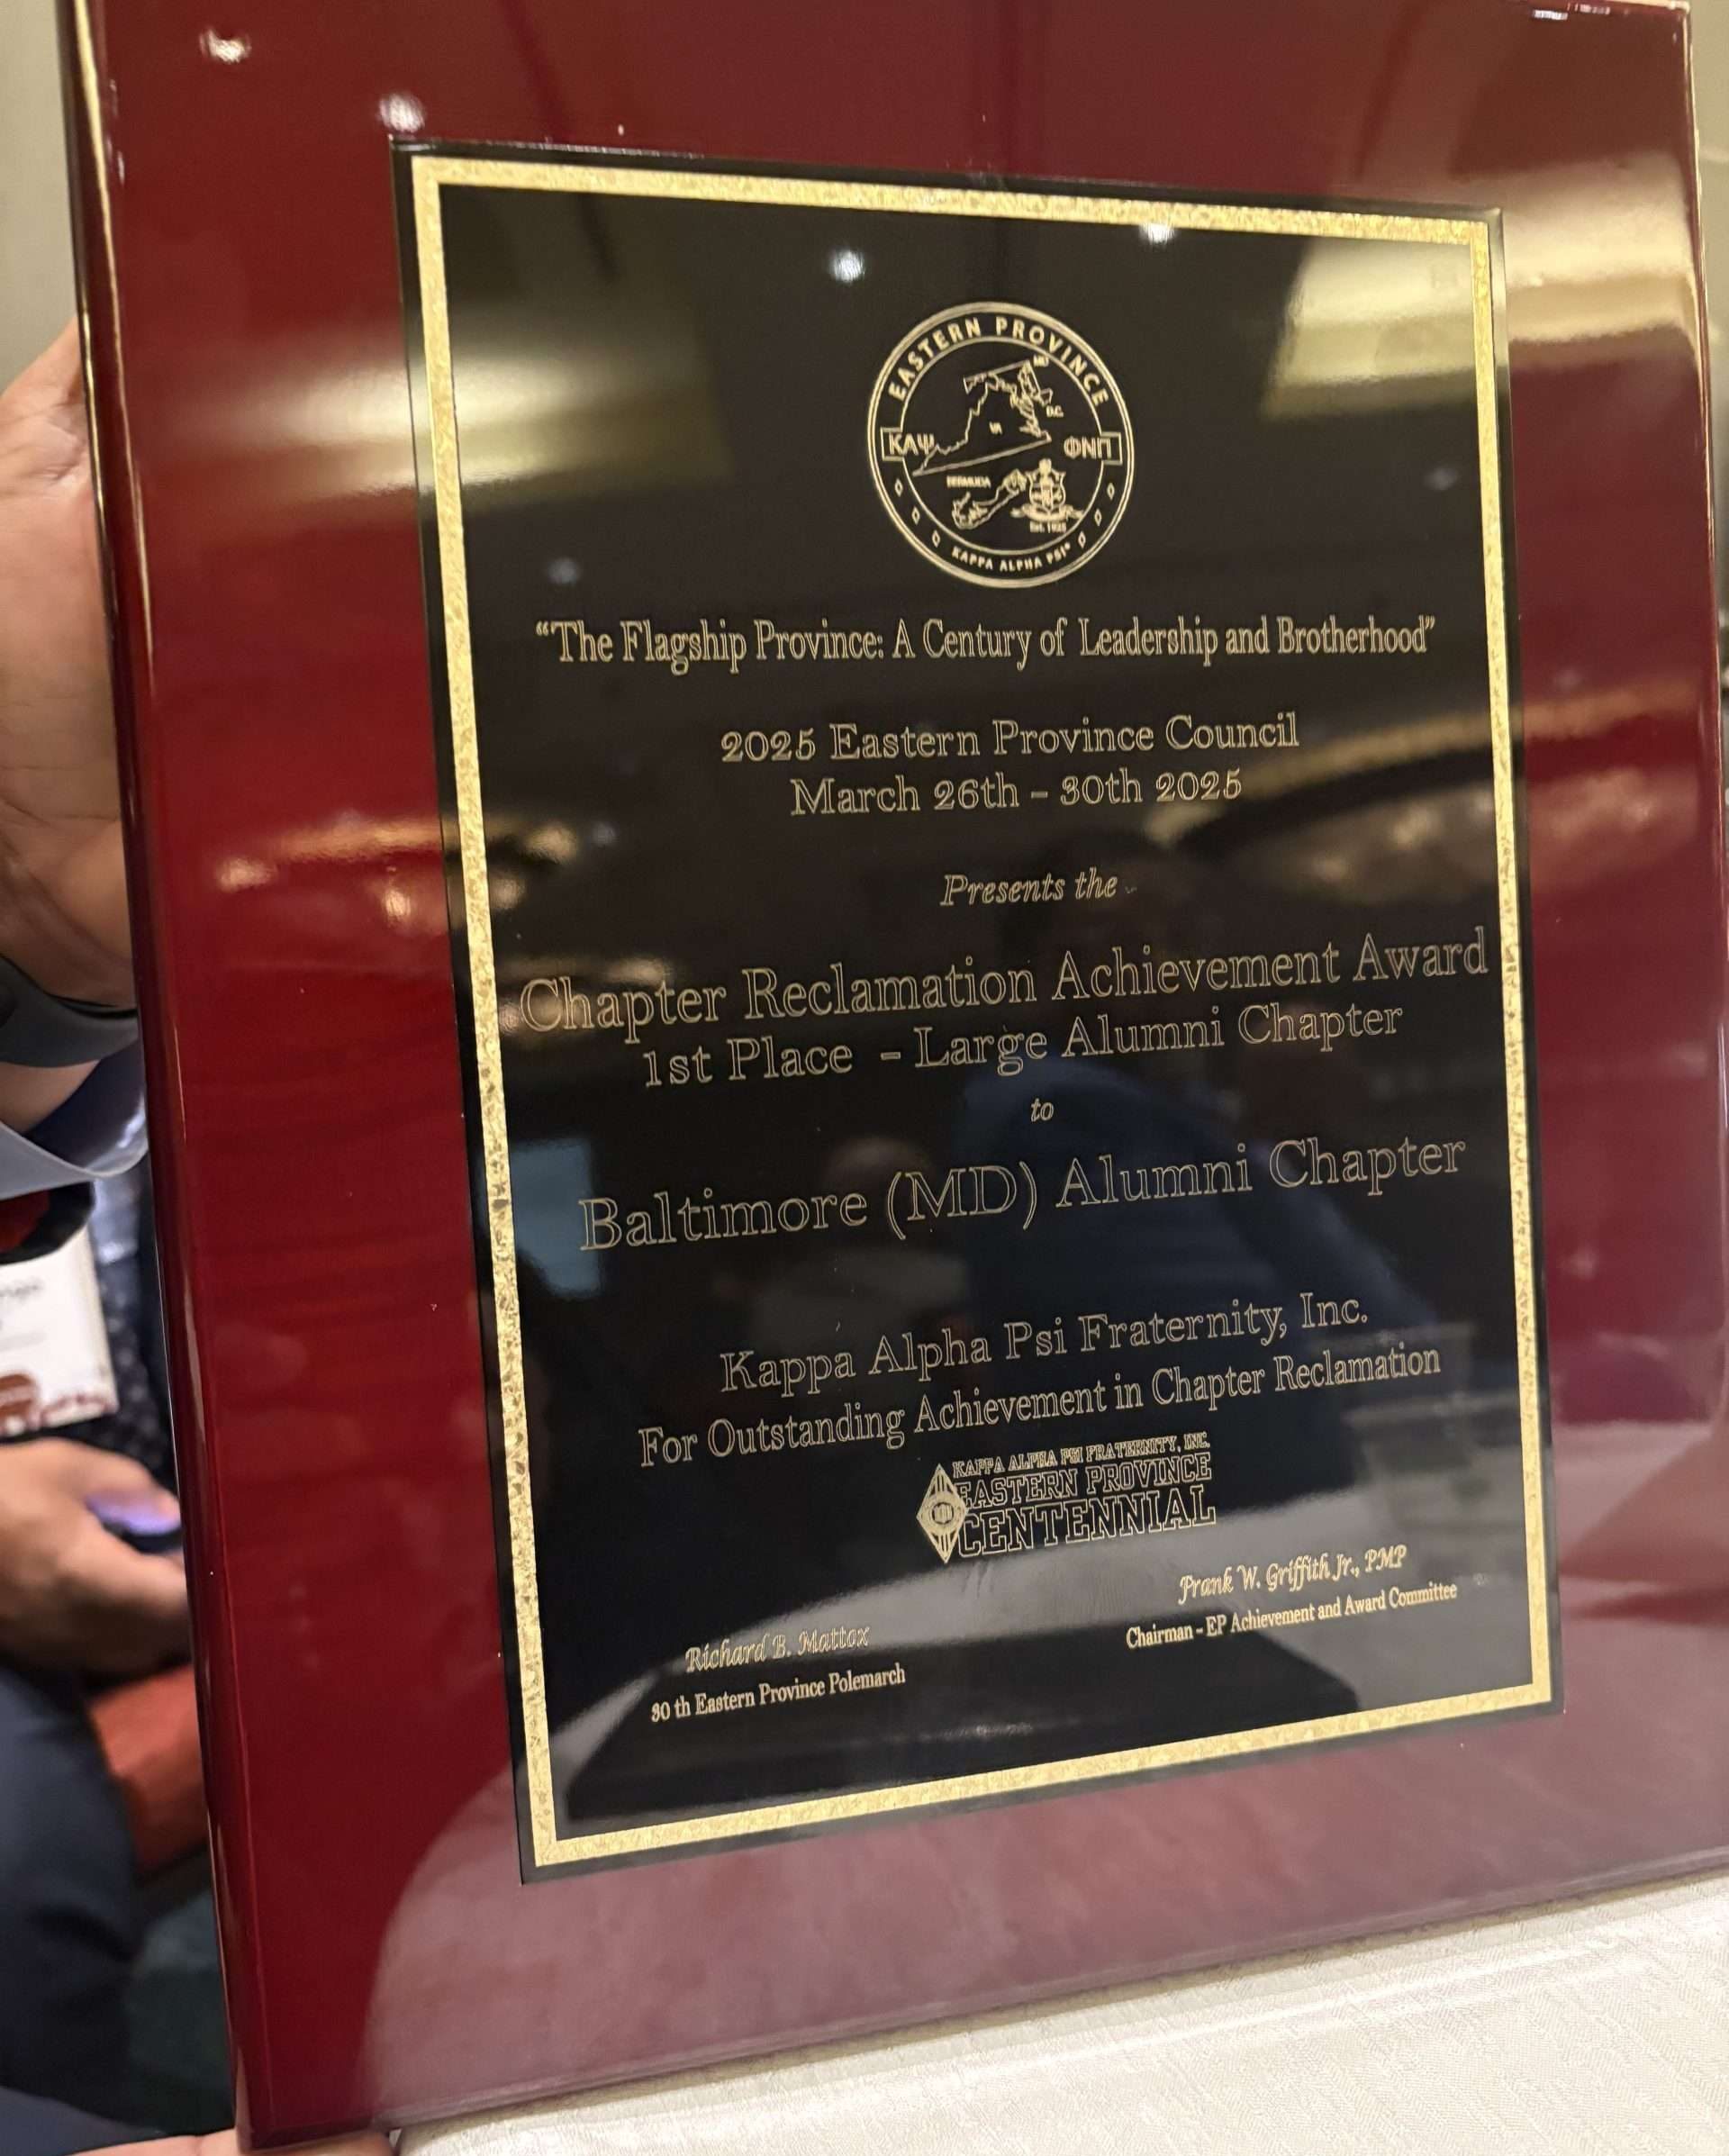 EASTERN PROVINCE
MD
D.C.
VA
ΚΑΨ
ΦΝΠ
BERMUDA
KAPPA ALPHA PSI®
“The Flagship Province: A Century of Leadership and Brotherhood”
2025 Eastern Province Council
March 26th - 30th 2025
Presents the
Chapter Reclamation Achievement Award
1st Place - Large Alumni Chapter
to
Baltimore (MD) Alumni Chapter
Kappa Alpha Psi Fraternity, Inc.
For Outstanding Achievement in Chapter Reclamation
KAPPA ALPHA PSI FRATERNITY, INC.
EASTERN PROVINCE
CENTENNIAL
Frank W. Griffith Jr., PMP
Chairman - EP Achievement and Award Committee
Richard B. Mattox
30 th Eastern Province Polemarch